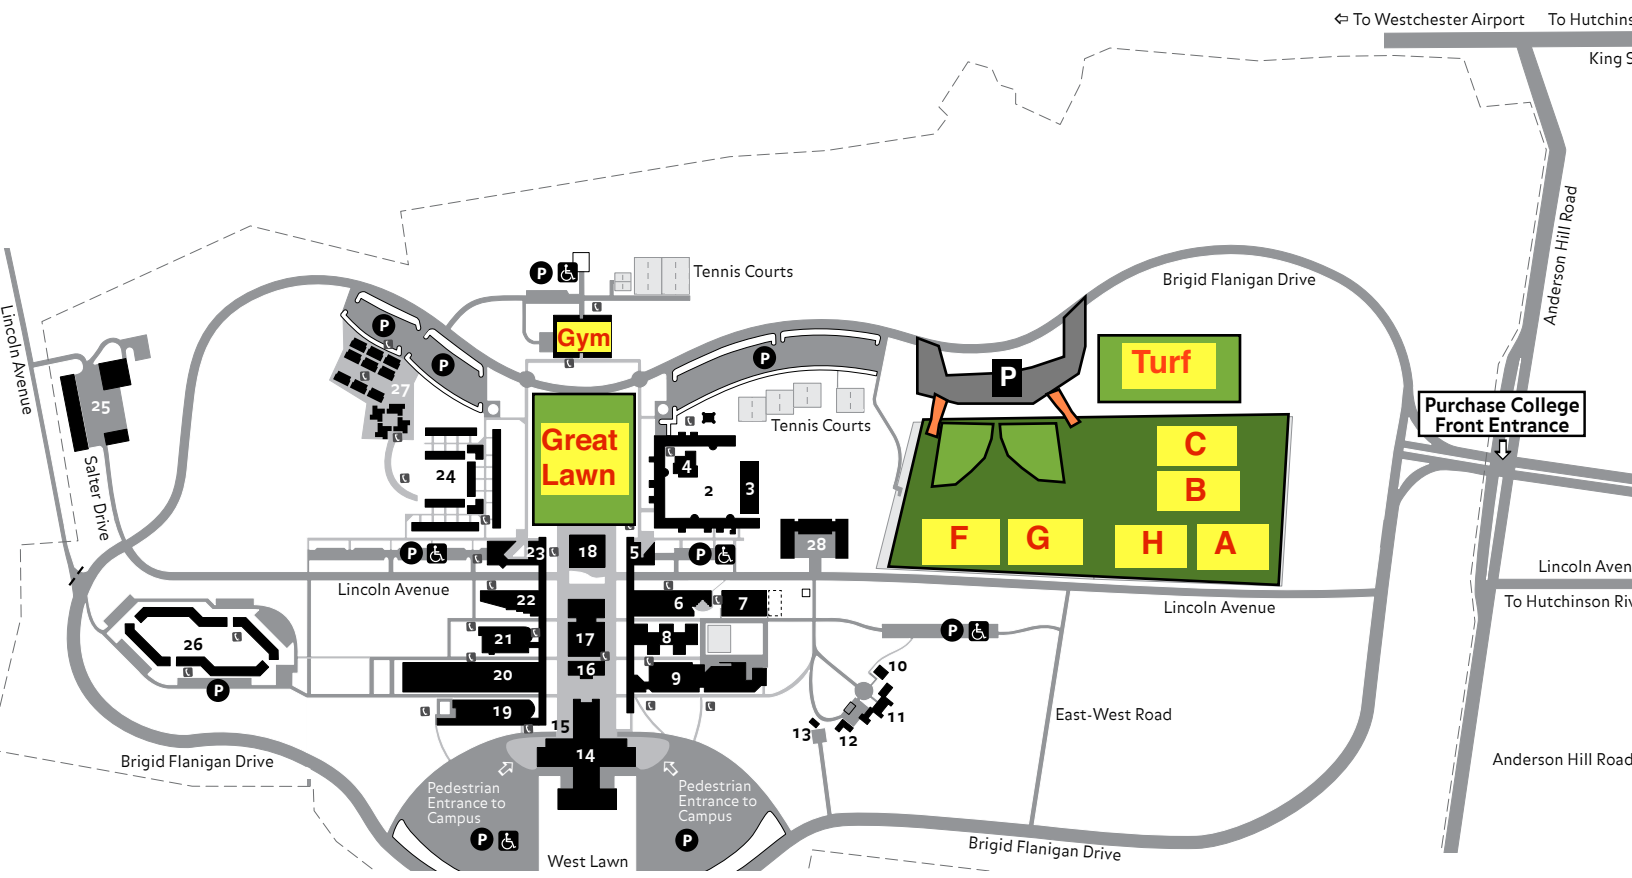 ⇦ To Westchester Airport
To Hutchins
King S
Anderson Hill Road
Brigid Flanigan Drive
P
Tennis Courts
Lincoln Avenue
Gym
P
P
P
27
25
Turf
P
Purchase College
Front Entrance
Tennis Courts
Great
Lawn
C
B
4
2
3
24
Salter Drive
F
G
H
A
P
23
18
5
P
28
Lincoln Aven
Lincoln Avenue
Lincoln Avenue
To Hutchinson Riv
22
6
7
21
17
8
P
26
16
20
9
10
P
19
15
11
13
12
East-West Road
14
Brigid Flanigan Drive
Anderson Hill Road
Pedestrian
Entrance to
Campus
Pedestrian
Entrance to
Campus
P
P
Brigid Flanigan Drive
West Lawn